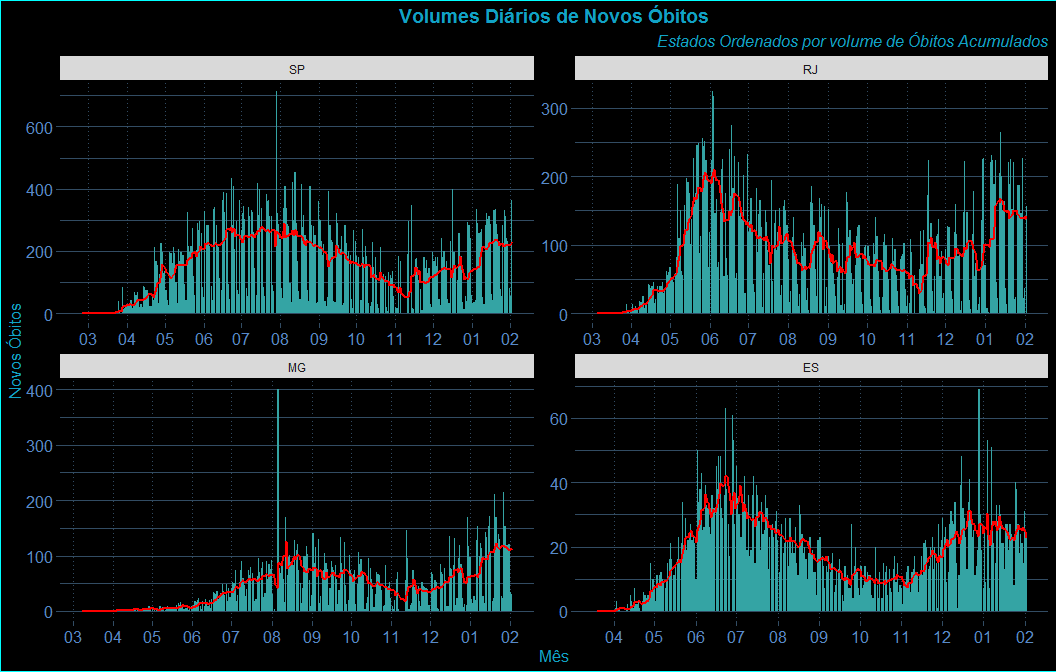 Volumes Diários de Novos Óbitos
Estados Ordenados por volume de Óbitos Acumulados
SP
600
400
200
0
03 04 05 06 07 08 09 10 11 12 01 02
RJ
300
200
100
0
03 04 05 06 07 08 09 10 11 12 01 02
Novos Óbitos
MG
400
300
200
100
0
03 04 05 06 07 08 09 10 11 12 01 02
ES
60
40
20
0
04 05 06 07 08 09 10 11 12 01 02
Mês